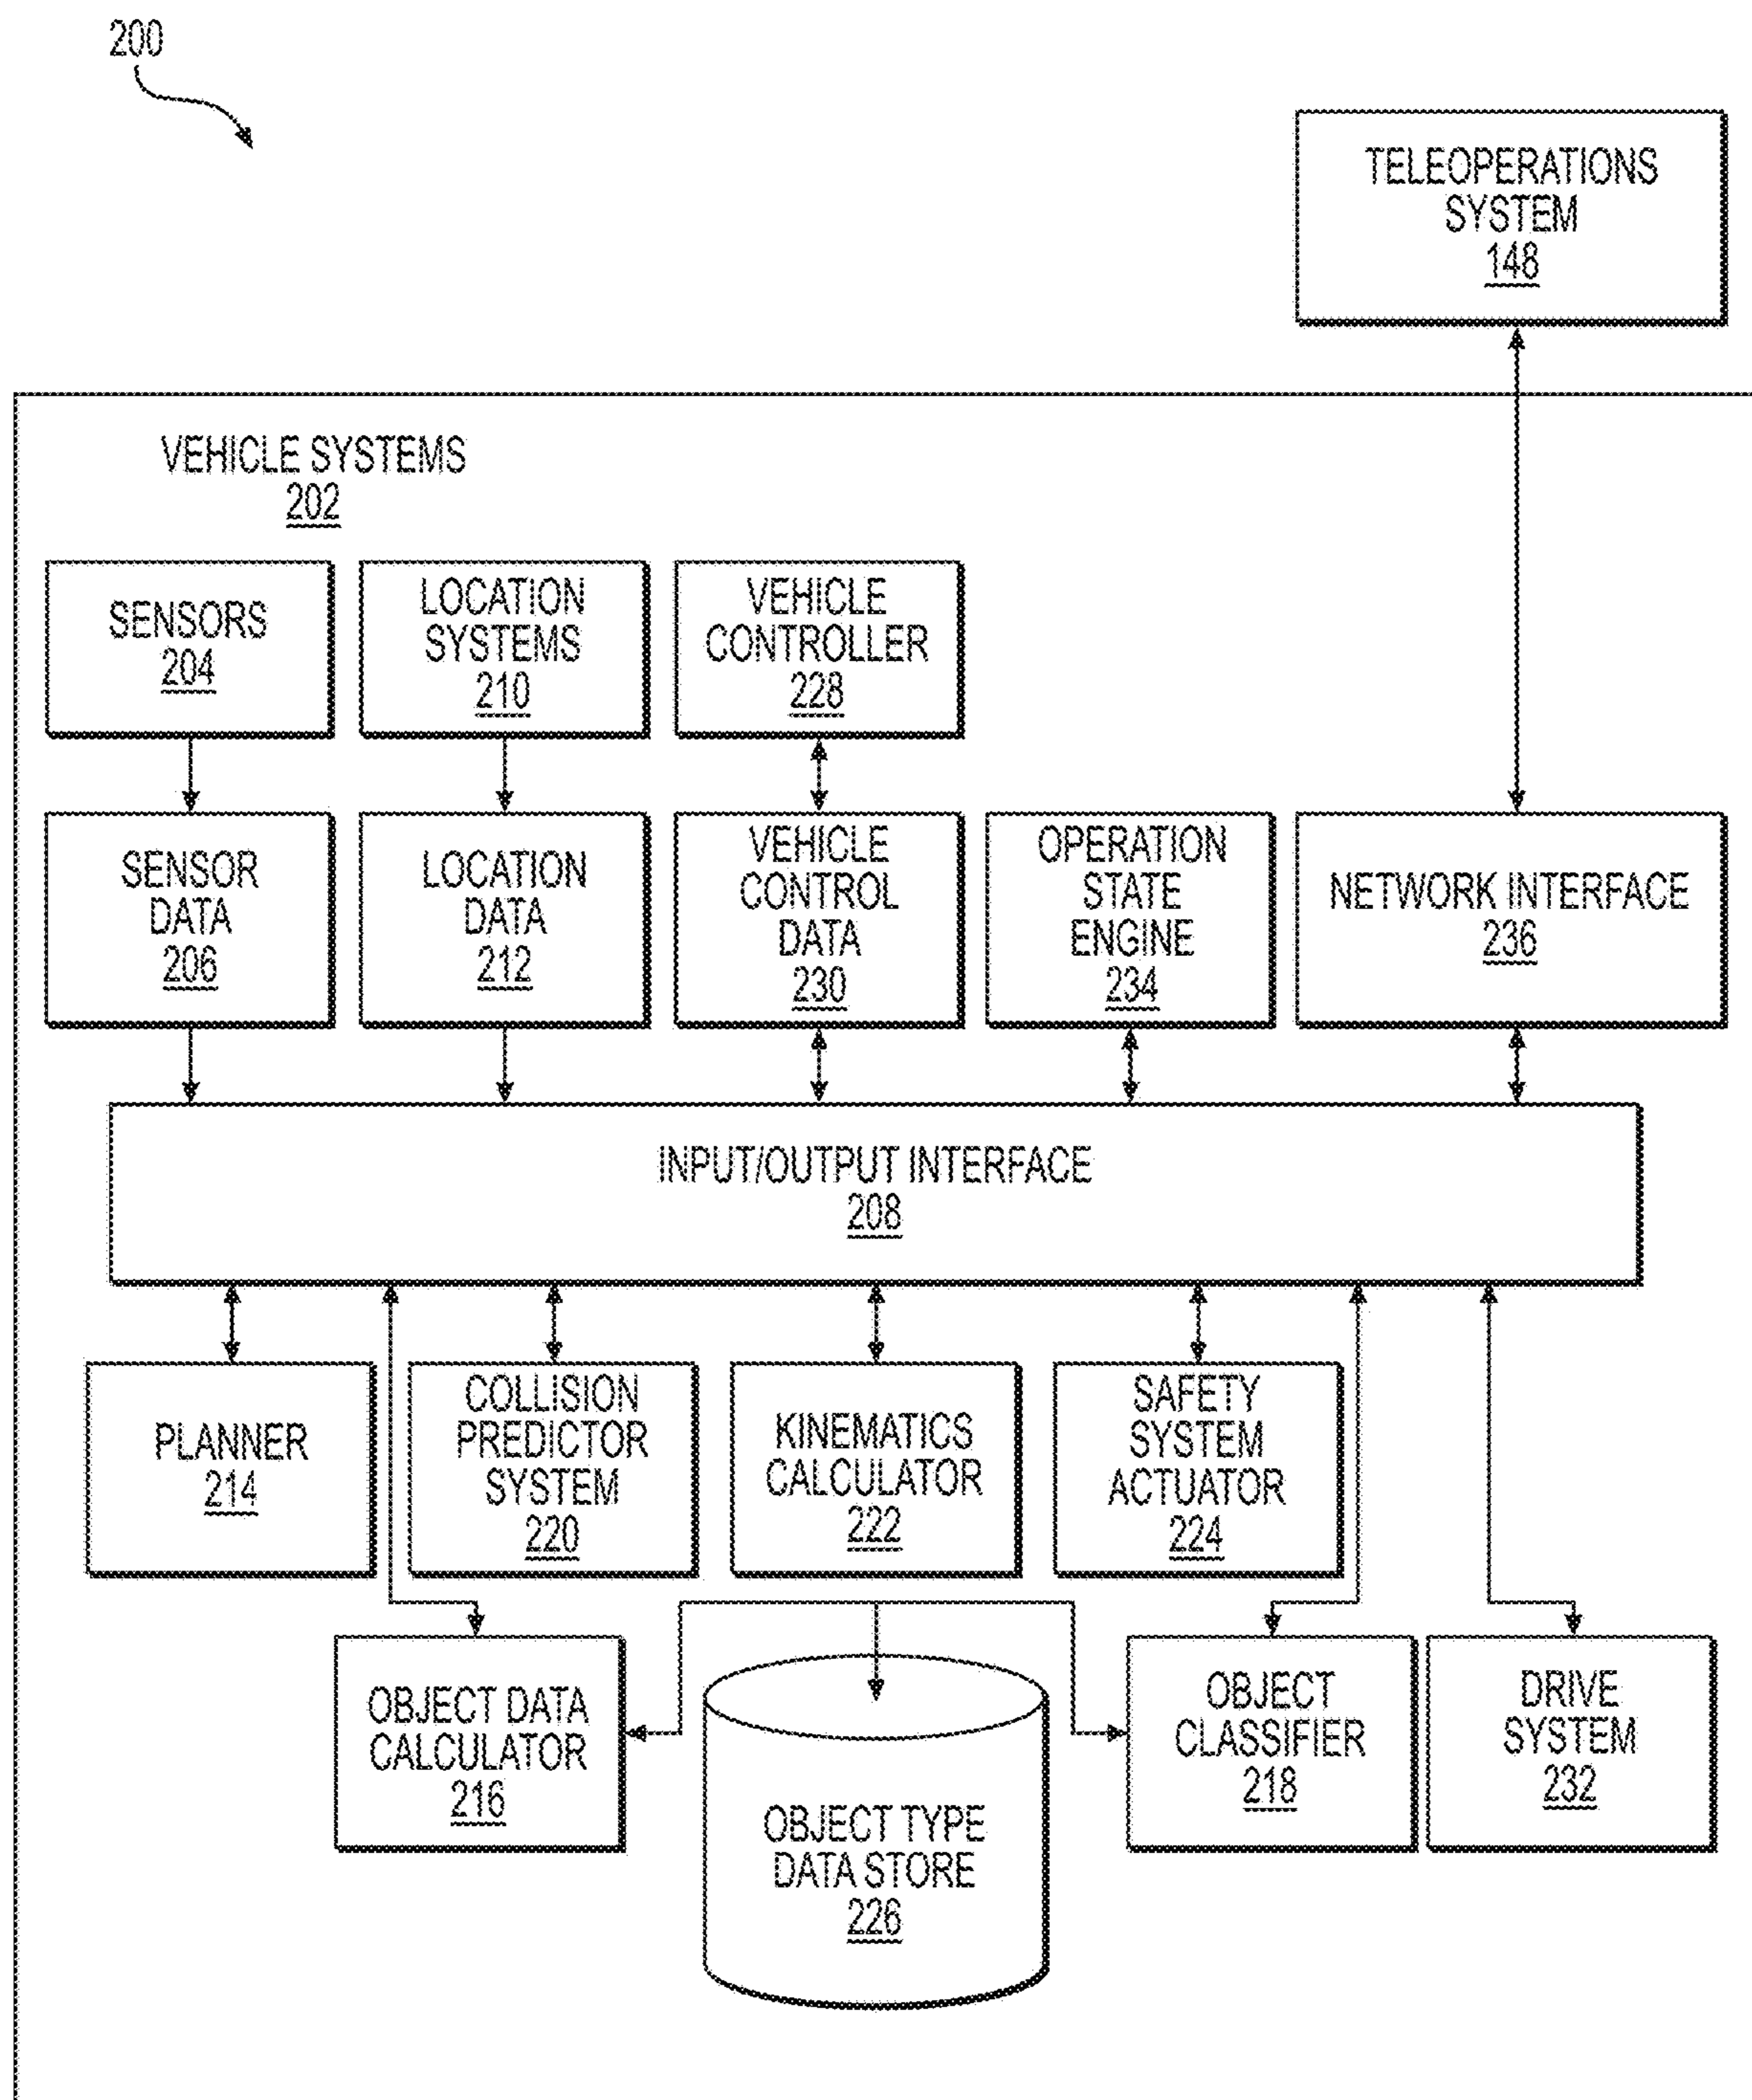 200
TELEOPERATIONS
SYSTEM
148
VEHICLE SYSTEMS
202
SENSORS
204
LOCATION
SYSTEMS
210
VEHICLE
CONTROLLER
228
SENSOR
DATA
206
LOCATION
DATA
212
VEHICLE
CONTROL
DATA
230
OPERATION
STATE
ENGINE
234
NETWORK INTERFACE
236
INPUT/OUTPUT INTERFACE
208
PLANNER
214
COLLISION
PREDICTOR
SYSTEM
220
KINEMATICS
CALCULATOR
222
SAFETY
SYSTEM
ACTUATOR
224
OBJECT DATA
CALCULATOR
216
OBJECT TYPE
DATA STORE
226
OBJECT
CLASSIFIER
218
DRIVE
SYSTEM
232